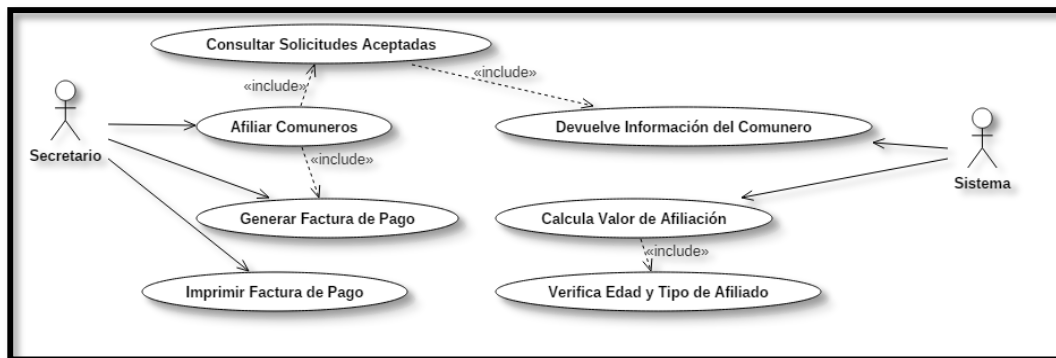 Consultar Solicitudes Aceptadas
«include»
«include»
Afiliar Comuneros
Devuelve Información del Comunero
Secretario
«include»
Sistema
Generar Factura de Pago
Calcula Valor de Afiliación
«include»
Imprimir Factura de Pago
Verifica Edad y Tipo de Afiliado